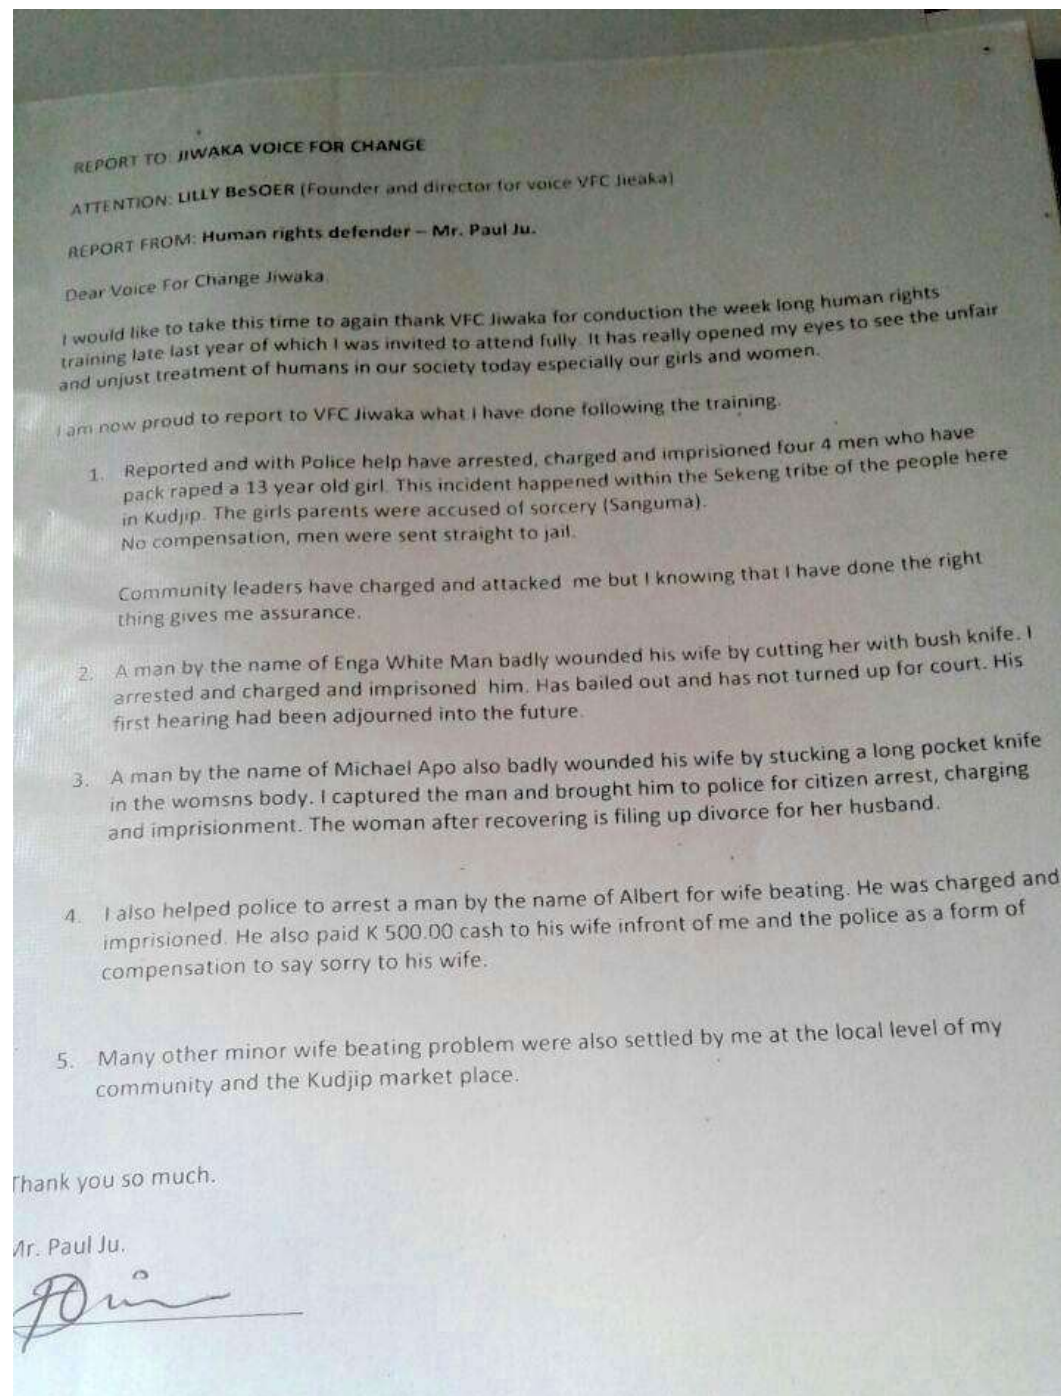 REPORT TO: JIWAKA VOICE FOR CHANGE
ATTENTION: LILLY BeSOER (Founder and director for voice VFC Jieaka)
REPORT FROM: Human rights defender – Mr. Paul Ju.
Dear Voice For Change Jiwaka.
I would like to take this time to again thank VFC Jiwaka for conduction the week long human rights
training late last year of which I was invited to attend fully. It has really opened my eyes to see the unfair
and unjust treatment of humans in our society today especially our girls and women.
I am now proud to report to VFC Jiwaka what I have done following the training.
1. Reported and with Police help have arrested, charged and imprisioned four 4 men who have
pack raped a 13 year old girl. This incident happened within the Sekeng tribe of the people here
in Kudjip. The girls parents were accused of sorcery (Sanguma).
No compensation, men were sent straight to jail.
Community leaders have charged and attacked me but I knowing that I have done the right
thing gives me assurance.
2. A man by the name of Enga White Man badly wounded his wife by cutting her with bush knife. I
arrested and charged and imprisoned him. Has bailed out and has not turned up for court. His
first hearing had been adjourned into the future.
3. A man by the name of Michael Apo also badly wounded his wife by stucking a long pocket knife
in the womsns body. I captured the man and brought him to police for citizen arrest, charging
and imprisionment. The woman after recovering is filing up divorce for her husband.
4. I also helped police to arrest a man by the name of Albert for wife beating. He was charged and
imprisioned. He also paid K 500.00 cash to his wife infront of me and the police as a form of
compensation to say sorry to his wife.
5. Many other minor wife beating problem were also settled by me at the local level of my
community and the Kudjip market place.
Thank you so much.
Mr. Paul Ju.